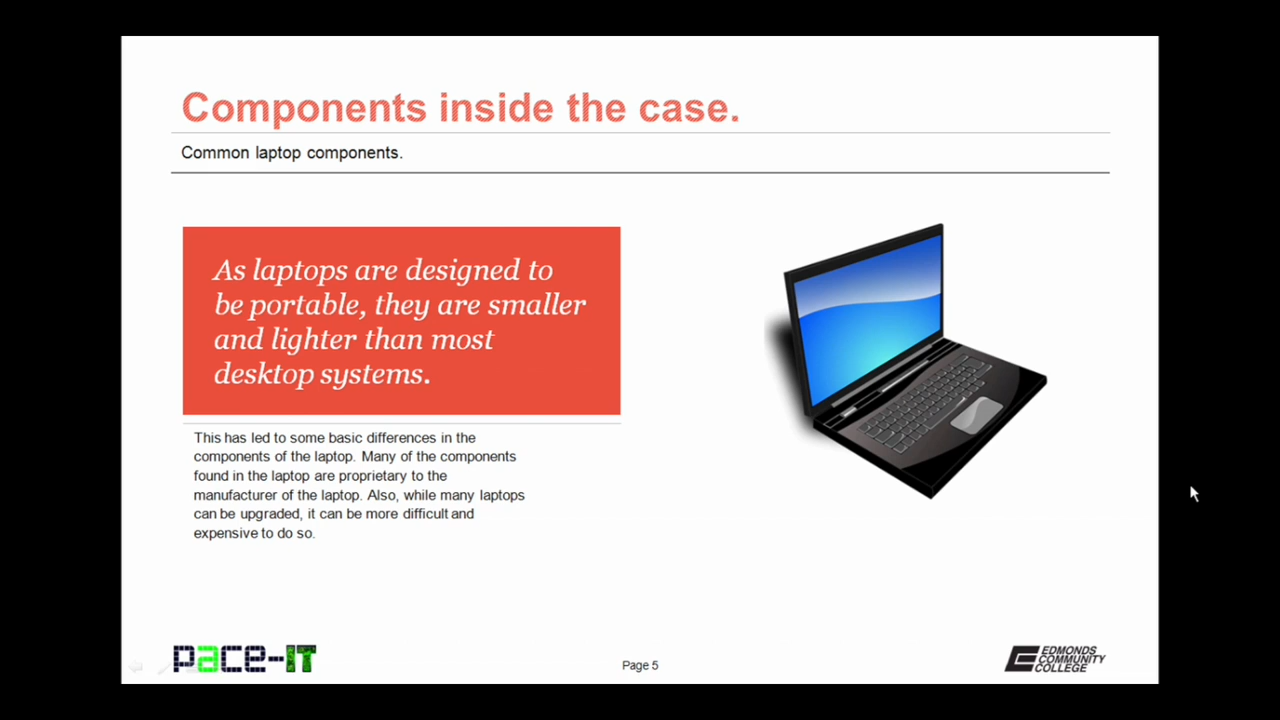 Components inside the case.
Common laptop components.
As laptops are designed to
be portable, they are smaller
and lighter than most
desktop systems.
This has led to some basic differences in the
components of the laptop. Many of the components
found in the laptop are proprietary to the
manufacturer of the laptop. Also, while many laptops
can be upgraded, it can be more difficult and
expensive to do so.
pace-IT
Page 5
EDMONDS
COMMUNITY
COLLEGE